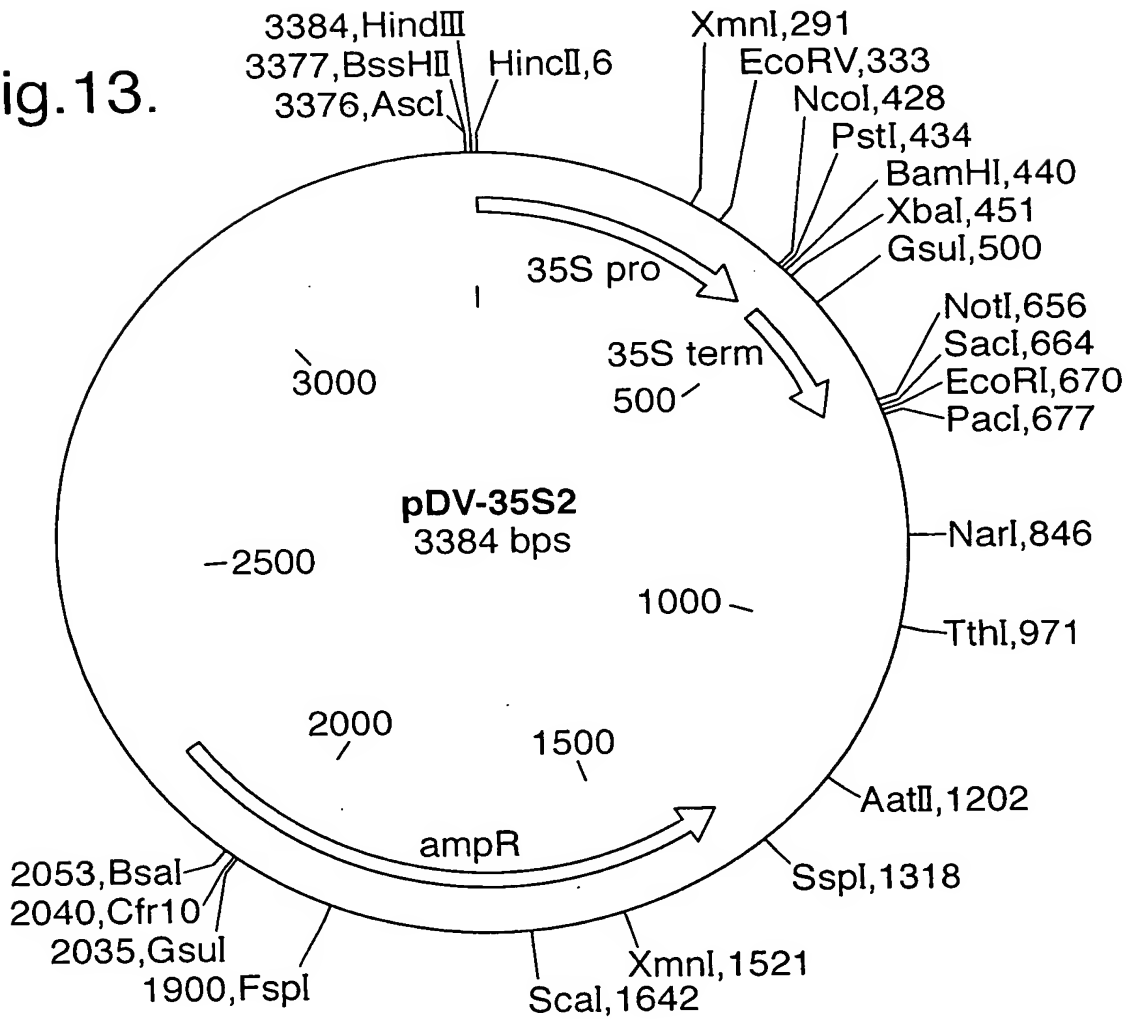 ig.13.
3384,HindIII
3377,BssHII
3376,AscI
HincII,6
XmnI,291
EcoRV,333
NcoI,428
PstI,434
BamHI,440
XbaI,451
GsuI,500
NotI,656
SacI,664
EcoRI,670
PacI,677
NarI,846
TthI,971
AatII,1202
SspI,1318
XmnI,1521
ScaI,1642
1900,FspI
2035,GsuI
2040,Cfr10
2053,BsaI
35S pro
35S term
ampR
I
500
1000
1500
2000
2500
3000
pDV-35S2
3384 bps